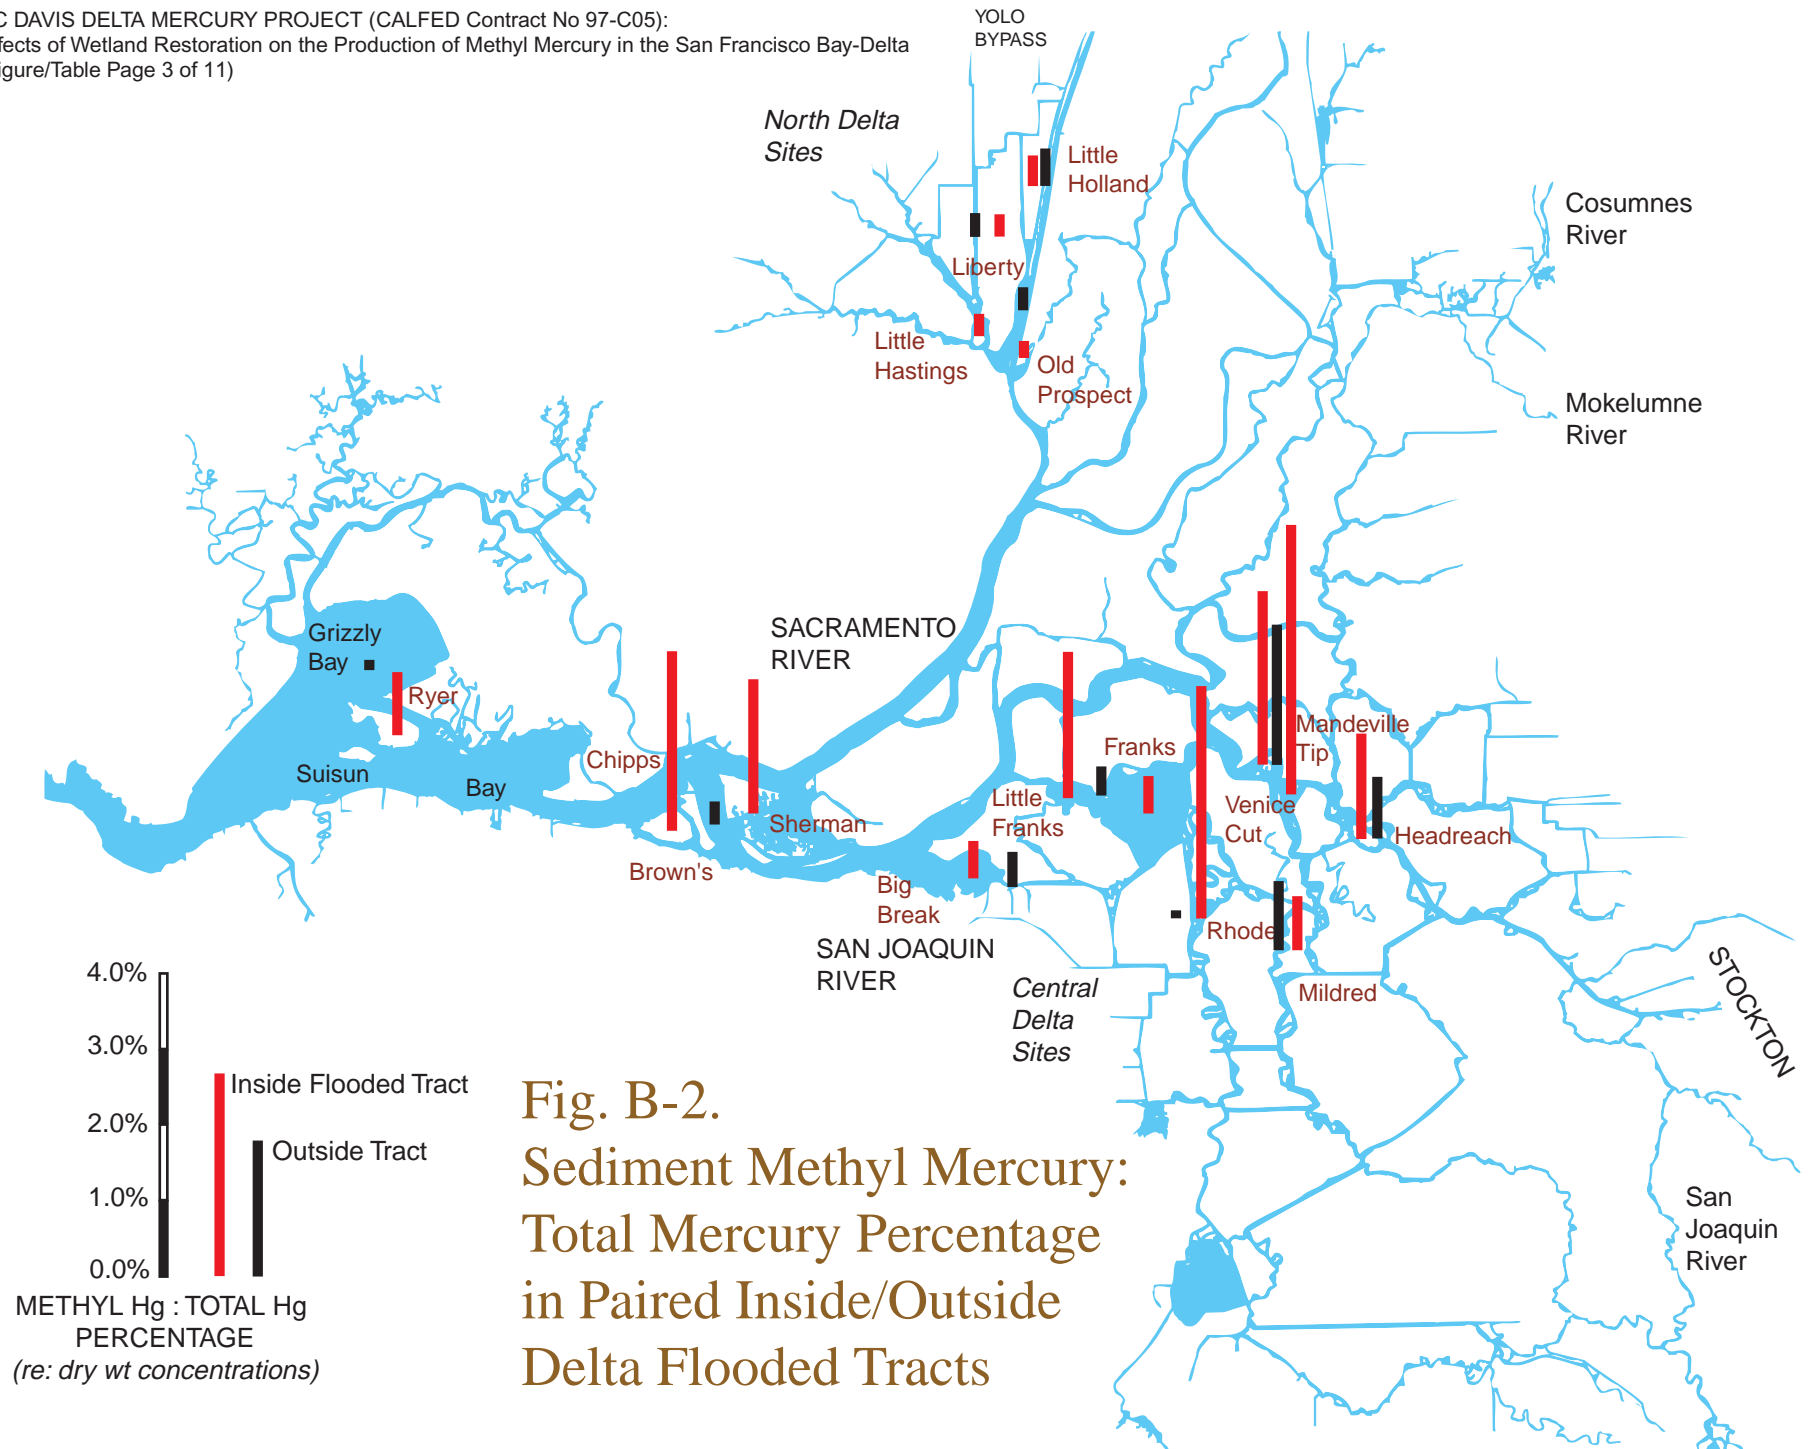 C DAVIS DELTA MERCURY PROJECT (CALFED Contract No 97-C05):
fects of Wetland Restoration on the Production of Methyl Mercury in the San Francisco Bay-Delta
igure/Table Page 3 of 11)
YOLO
BYPASS
North Delta
Sites
Little
Holland
Cosumnes
River
Liberty
Little
Hastings
Old
Prospect
Mokelumne
River
SACRAMENTO
RIVER
Grizzly
Bay
Ryer
Suisun
Bay
Chipps
Brown's
Sherman
Franks
Little
Franks
Mandeville
Tip
Venice
Cut
Headreach
Big
Break
SAN JOAQUIN
RIVER
Rhode
Mildred
Central
Delta
Sites
STOCKTON
San
Joaquin
River
4.0%
3.0%
2.0%
1.0%
0.0%
Inside Flooded Tract
Outside Tract
METHYL Hg : TOTAL Hg
PERCENTAGE
(re: dry wt concentrations)
Fig. B-2.
Sediment Methyl Mercury:
Total Mercury Percentage
in Paired Inside/Outside
Delta Flooded Tracts